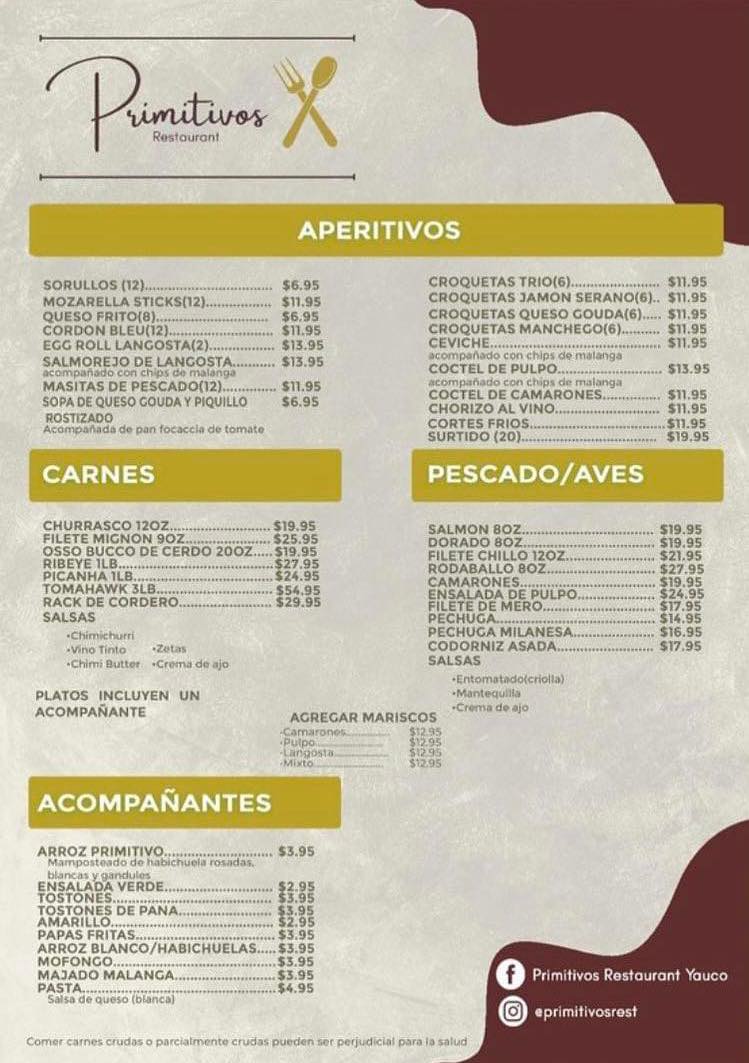 Primitivos
Restaurant
APERITIVOS
SORULLOS (12)............................... $6.95
MOZARELLA STICKS(12)................ $11.95
QUESO FRITO(8)............................ $6.95
CORDON BLEU(12)......................... $11.95
EGG ROLL LANGOSTA(2)................ $13.95
SALMOREJO DE LANGOSTA.......... $13.95
acompañado con chips de malanga
MASITAS DE PESCADO(12)............. $11.95
SOPA DE QUESO GOUDA Y PIQUILLO $6.95
ROSTIZADO
Acompañada de pan focaccia de tomate
CROQUETAS TRIO(6)...................... $11.95
CROQUETAS JAMON SERANO(6).. $11.95
CROQUETAS QUESO GOUDA(6)..... $11.95
CROQUETAS MANCHEGO(6)......... $11.95
CEVICHE.......................................... $11.95
acompañado con chips de malanga
COCTEL DE PULPO......................... $13.95
acompañado con chips de malanga
COCTEL DE CAMARONES.............. $11.95
CHORIZO AL VINO.......................... $11.95
CORTES FRIOS................................ $11.95
SURTIDO (20)................................. $19.95
CARNES
CHURRASCO 12OZ......................... $19.95
FILETE MIGNON 9OZ..................... $25.95
OSSO BUCCO DE CERDO 20OZ..... $19.95
RIBEYE 1LB...................................... $27.95
PICANHA 1LB................................... $24.95
TOMAHAWK 3LB............................ $54.95
RACK DE CORDERO....................... $29.95
SALSAS
•Chimichurri
•Vino Tinto •Zetas
•Chimi Butter •Crema de ajo
PLATOS INCLUYEN UN
ACOMPAÑANTE
PESCADO/AVES
SALMON 8OZ................................. $19.95
DORADO 8OZ................................. $19.95
FILETE CHILLO 12OZ...................... $21.95
RODABALLO 8OZ........................... $27.95
CAMARONES.................................. $19.95
ENSALADA DE PULPO................... $24.95
FILETE DE MERO............................ $17.95
PECHUGA....................................... $14.95
PECHUGA MILANESA.................... $16.95
CODORNIZ ASADA......................... $17.95
SALSAS
•Entomatado(criolla)
•Mantequilla
•Crema de ajo
AGREGAR MARISCOS
•Camarones.................. $12.95
•Pulpo........................... $12.95
•Langosta..................... $12.95
•Mixto........................... $12.95
ACOMPAÑANTES
ARROZ PRIMITIVO.......................... $3.95
Mamposteado de habichuela rosadas,
blancas y gandules
ENSALADA VERDE.......................... $2.95
TOSTONES....................................... $3.95
TOSTONES DE PANA....................... $3.95
AMARILLO....................................... $2.95
PAPAS FRITAS................................. $3.95
ARROZ BLANCO/HABICHUELAS..... $3.95
MOFONGO...................................... $3.95
MAJADO MALANGA........................ $3.95
PASTA.............................................. $4.95
Salsa de queso (blanca)
Primitivos Restaurant Yauco
@primitivosrest
Comer carnes crudas o parcialmente crudas pueden ser perjudicial para la salud